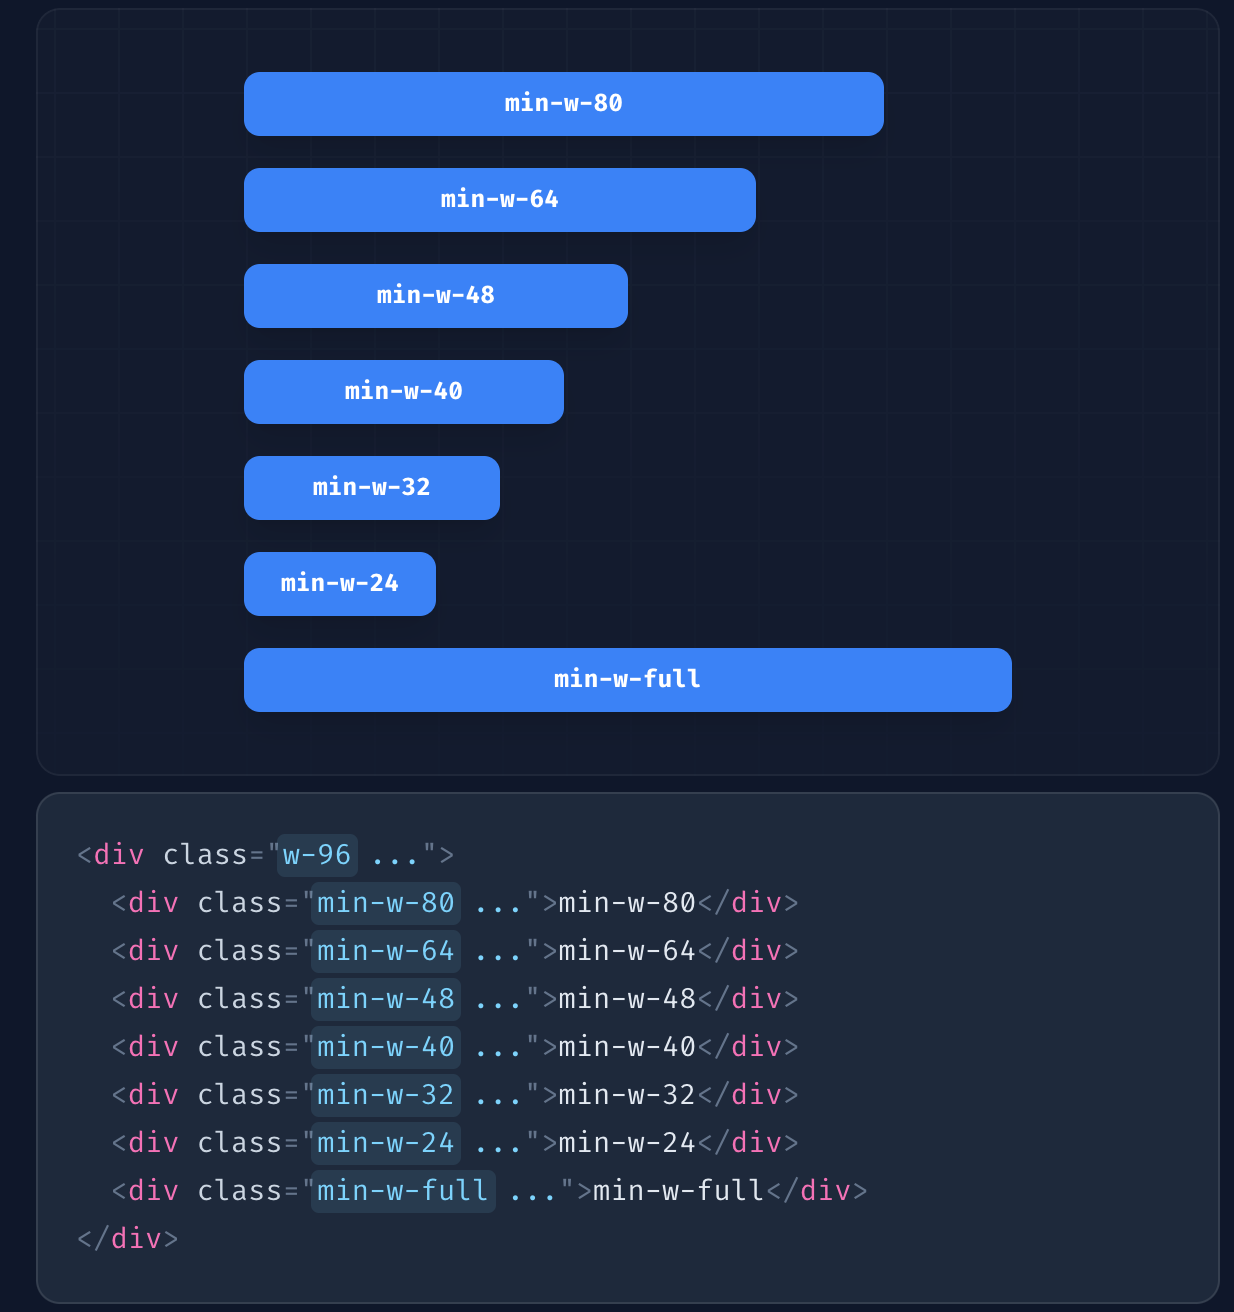 min-w-80
min-w-64
min-w-48
min-w-40
min-w-32
min-w-24
min-w-full
<div class="w-96 ...">
  <div class="min-w-80 ...">min-w-80</div>
  <div class="min-w-64 ...">min-w-64</div>
  <div class="min-w-48 ...">min-w-48</div>
  <div class="min-w-40 ...">min-w-40</div>
  <div class="min-w-32 ...">min-w-32</div>
  <div class="min-w-24 ...">min-w-24</div>
  <div class="min-w-full ...">min-w-full</div>
</div>